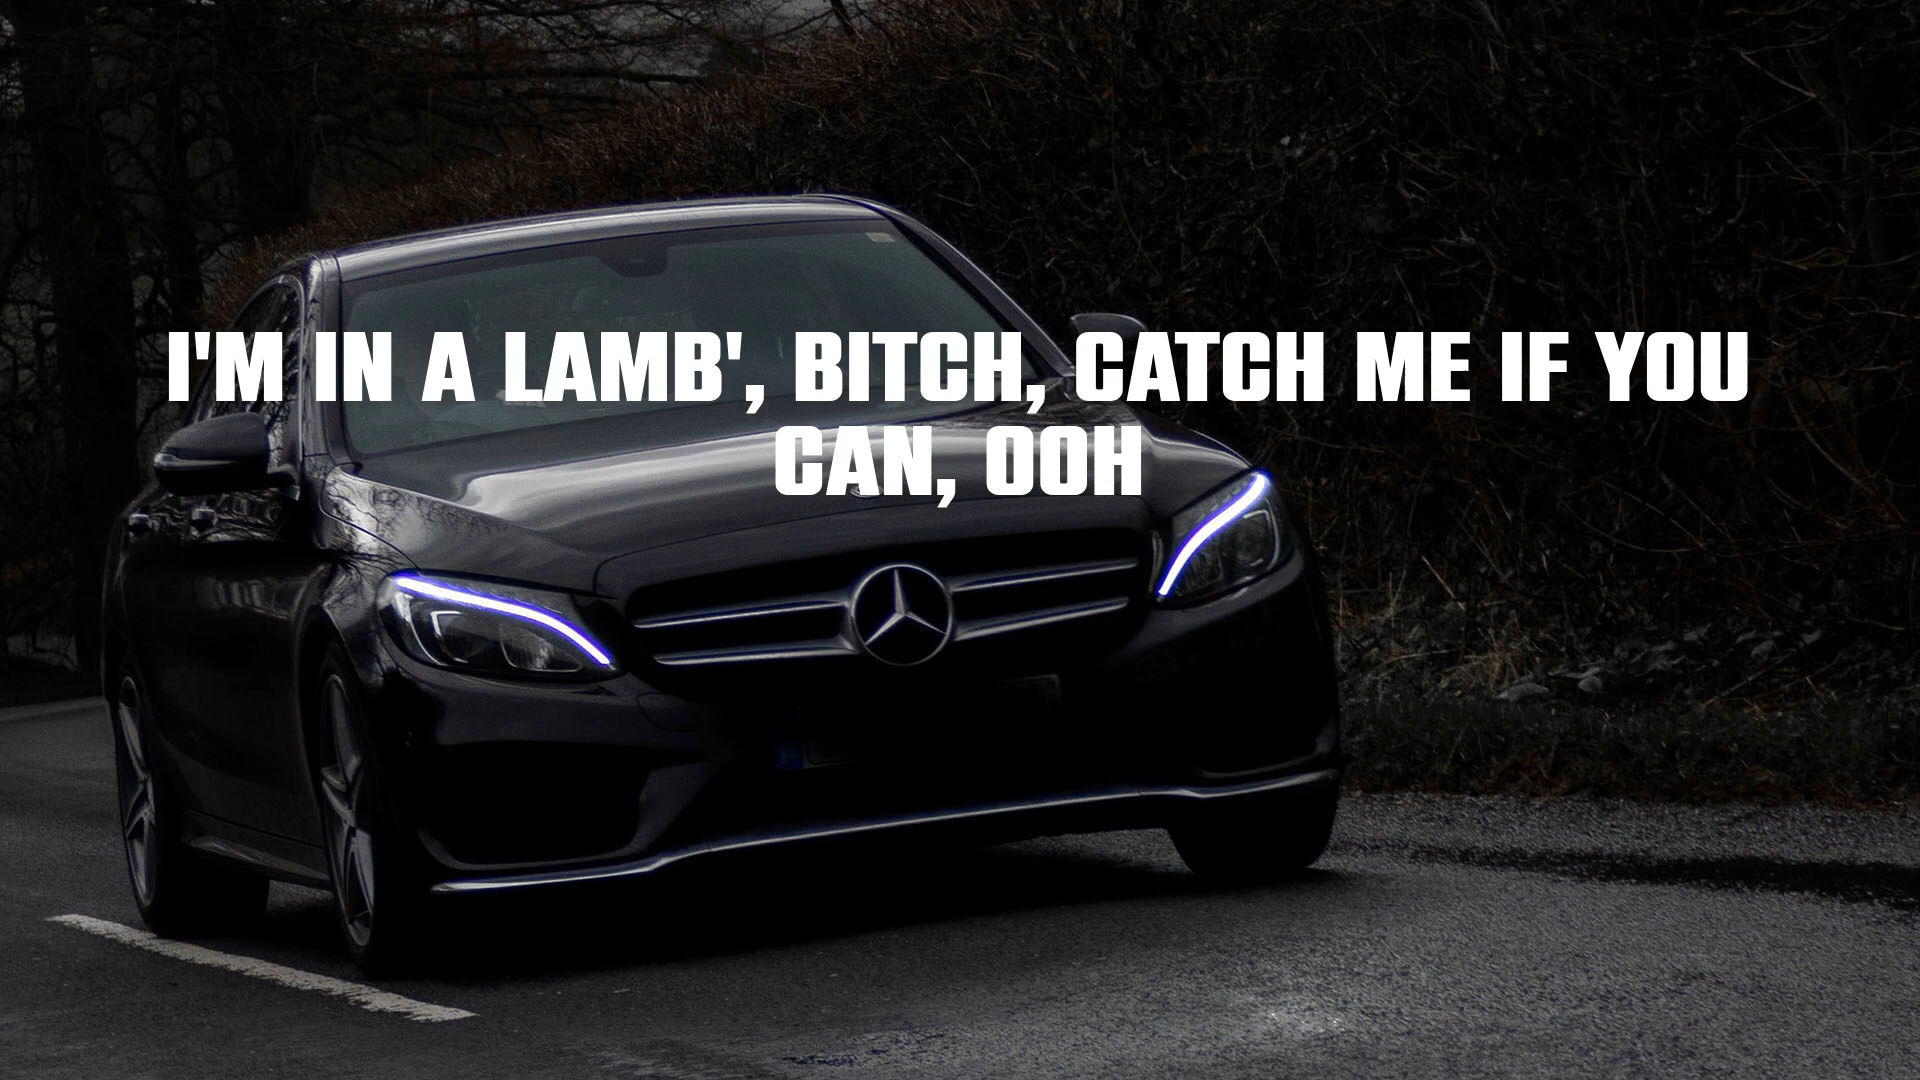 I'M IN A LAMB', BITCH, CATCH ME IF YOU
CAN, OOH